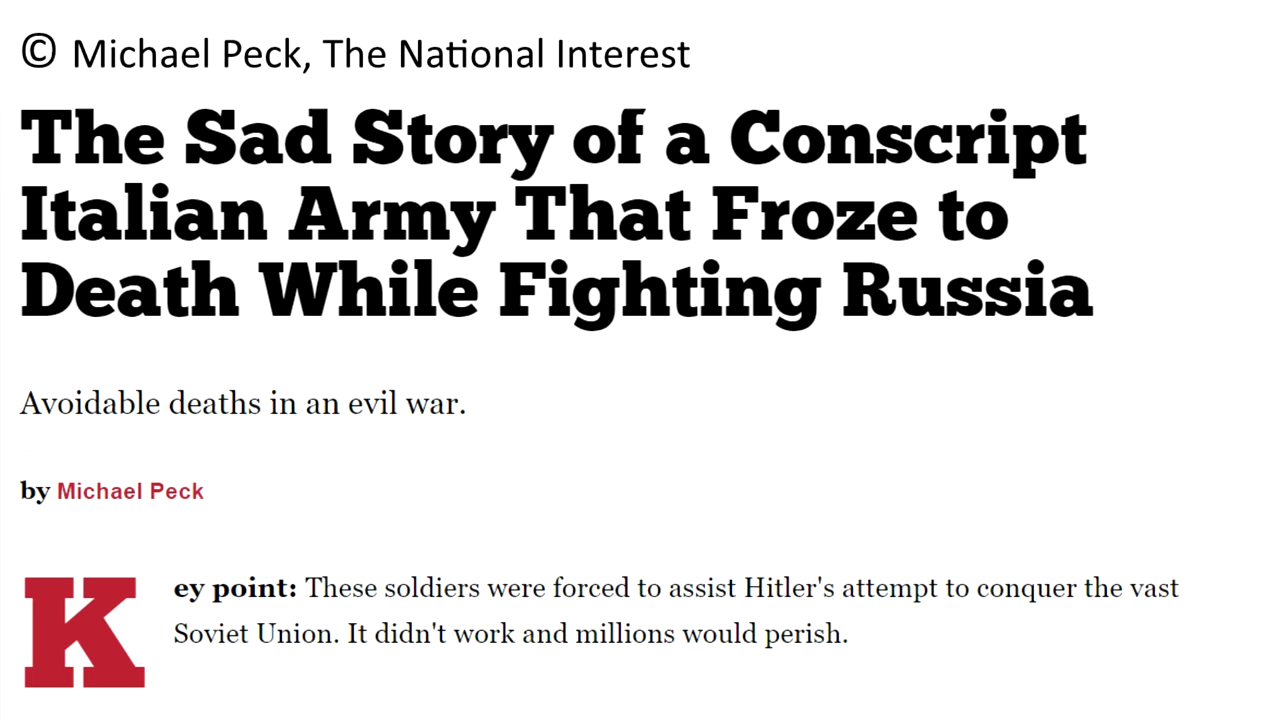 © Michael Peck, The National Interest
The Sad Story of a Conscript
Italian Army That Froze to
Death While Fighting Russia
Avoidable deaths in an evil war.
by Michael Peck
Key point: These soldiers were forced to assist Hitler's attempt to conquer the vast
Soviet Union. It didn't work and millions would perish.